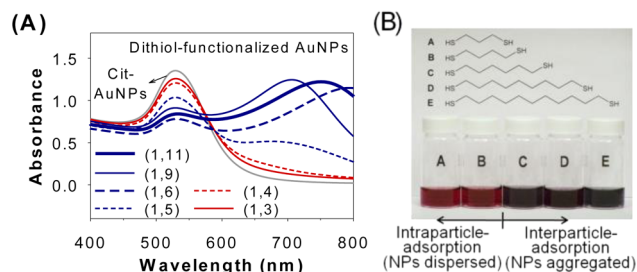 (A)
Dithiol-functionalized AuNPs
Cit-
AuNPs
Absorbance
1.5
1.0
0.5
0.0
(1,11)
(1,9)
(1,6)
(1,5)
(1,4)
(1,3)
400 500 600 700 800
Wavelength (nm)
(B)
A HS SH
B HS SH
C HS SH
D HS SH
E HS SH
A B C D E
Intraparticle-
adsorption
(NPs dispersed)
Interparticle-
adsorption
(NPs aggregated)